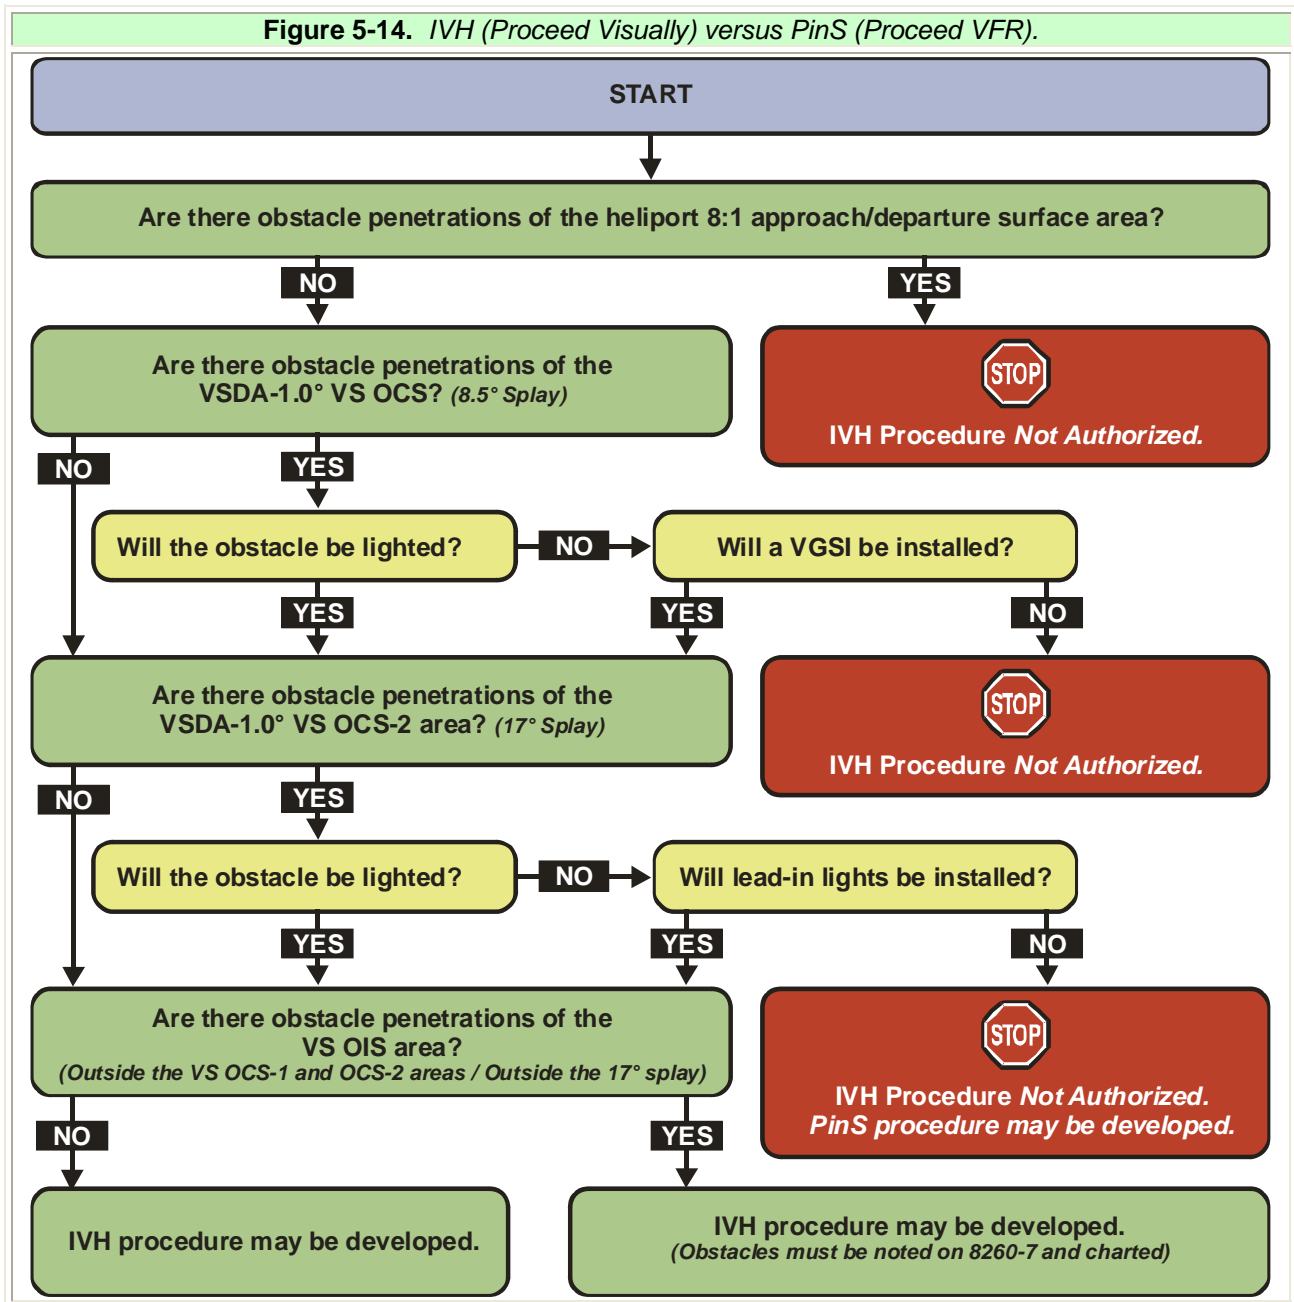 Figure 5-14. IVH (Proceed Visually) versus PinS (Proceed VFR).
START
Are there obstacle penetrations of the heliport 8:1 approach/departure surface area?
NO
YES
Are there obstacle penetrations of the
VSDA-1.0° VS OCS? (8.5° Splay)
STOP
IVH Procedure Not Authorized.
NO
YES
Will the obstacle be lighted?
NO
Will a VGSI be installed?
YES
YES
NO
Are there obstacle penetrations of the
VSDA-1.0° VS OCS-2 area? (17° Splay)
STOP
IVH Procedure Not Authorized.
NO
YES
Will the obstacle be lighted?
NO
Will lead-in lights be installed?
YES
YES
NO
Are there obstacle penetrations of the
VS OIS area?
(Outside the VS OCS-1 and OCS-2 areas / Outside the 17° splay)
STOP
IVH Procedure Not Authorized.
PinS procedure may be developed.
NO
YES
IVH procedure may be developed.
IVH procedure may be developed.
(Obstacles must be noted on 8260-7 and charted)